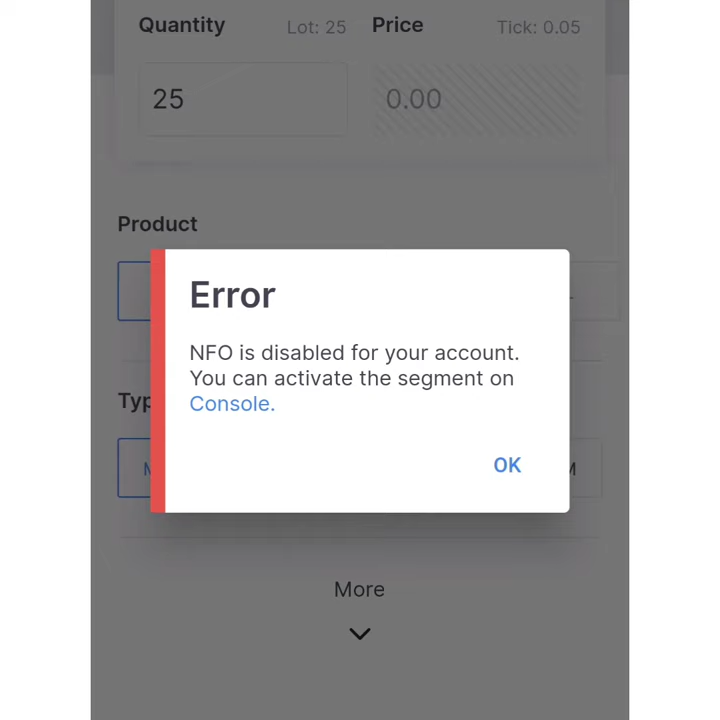 Quantity Lot: 25 Price Tick: 0.05
25 0.00
Product
Error
NFO is disabled for your account.
You can activate the segment on
Console.
OK
More